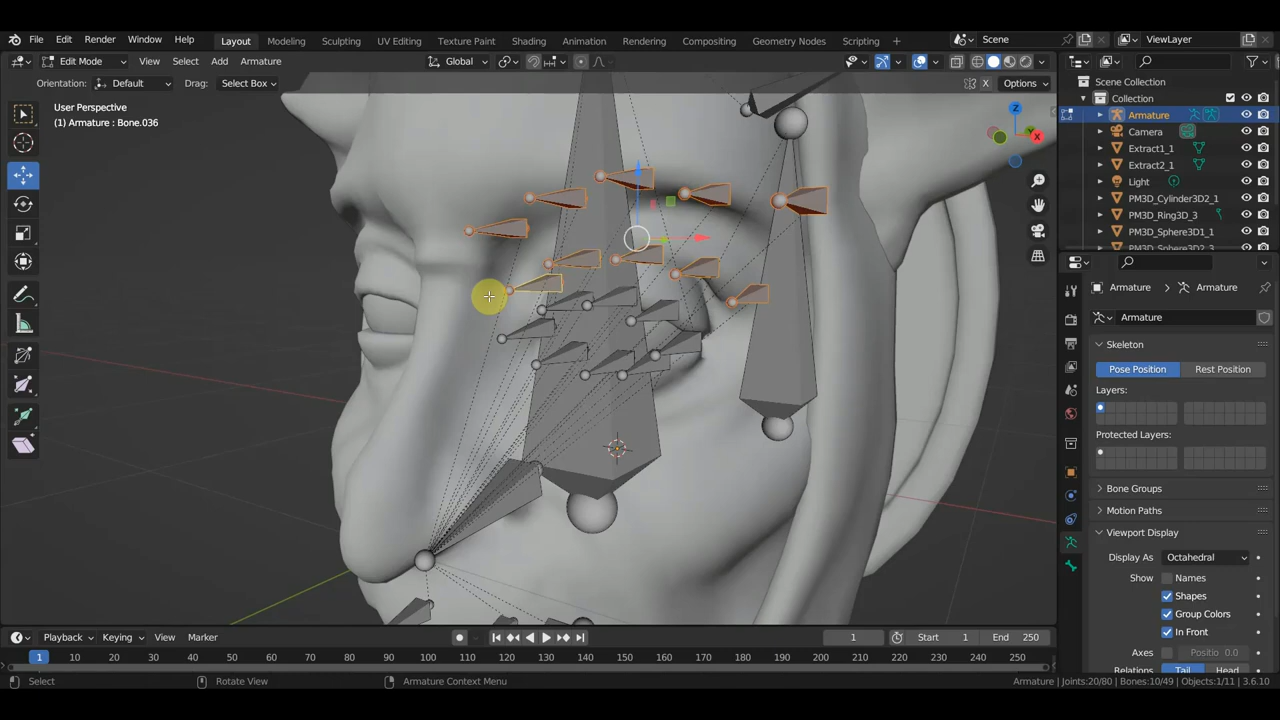 File Edit Render Window Help Layout Modeling Sculpting UV Editing Texture Paint Shading Animation Rendering Compositing Geometry Nodes Scripting + Scene ViewLayer
Edit Mode View Select Add Armature Global
Orientation: Default Drag: Select Box X Options
User Perspective
(1) Armature : Bone.036
Z
Y
X
Scene Collection
Collection
Armature
Camera
Extract1_1
Extract2_1
Light
PM3D_Cylinder3D2_1
PM3D_Ring3D_3
PM3D_Sphere3D1_1
PM3D_Sphere3D2_3
Armature Armature
Armature
Skeleton
Pose Position Rest Position
Layers:
Protected Layers:
Bone Groups
Motion Paths
Viewport Display
Display As Octahedral
Show Names
Shapes
Group Colors
In Front
Axes Positio 0.0
Relations Tail Head
Playback Keying View Marker 1 Start 1 End 250
1 10 20 30 40 50 60 70 80 90 100 110 120 130 140 150 160 170 180 190 200 210 220 230 240 250
Select Rotate View Armature Context Menu Armature | Joints:20/80 | Bones:10/49 | Objects:1/11 | 3.6.10